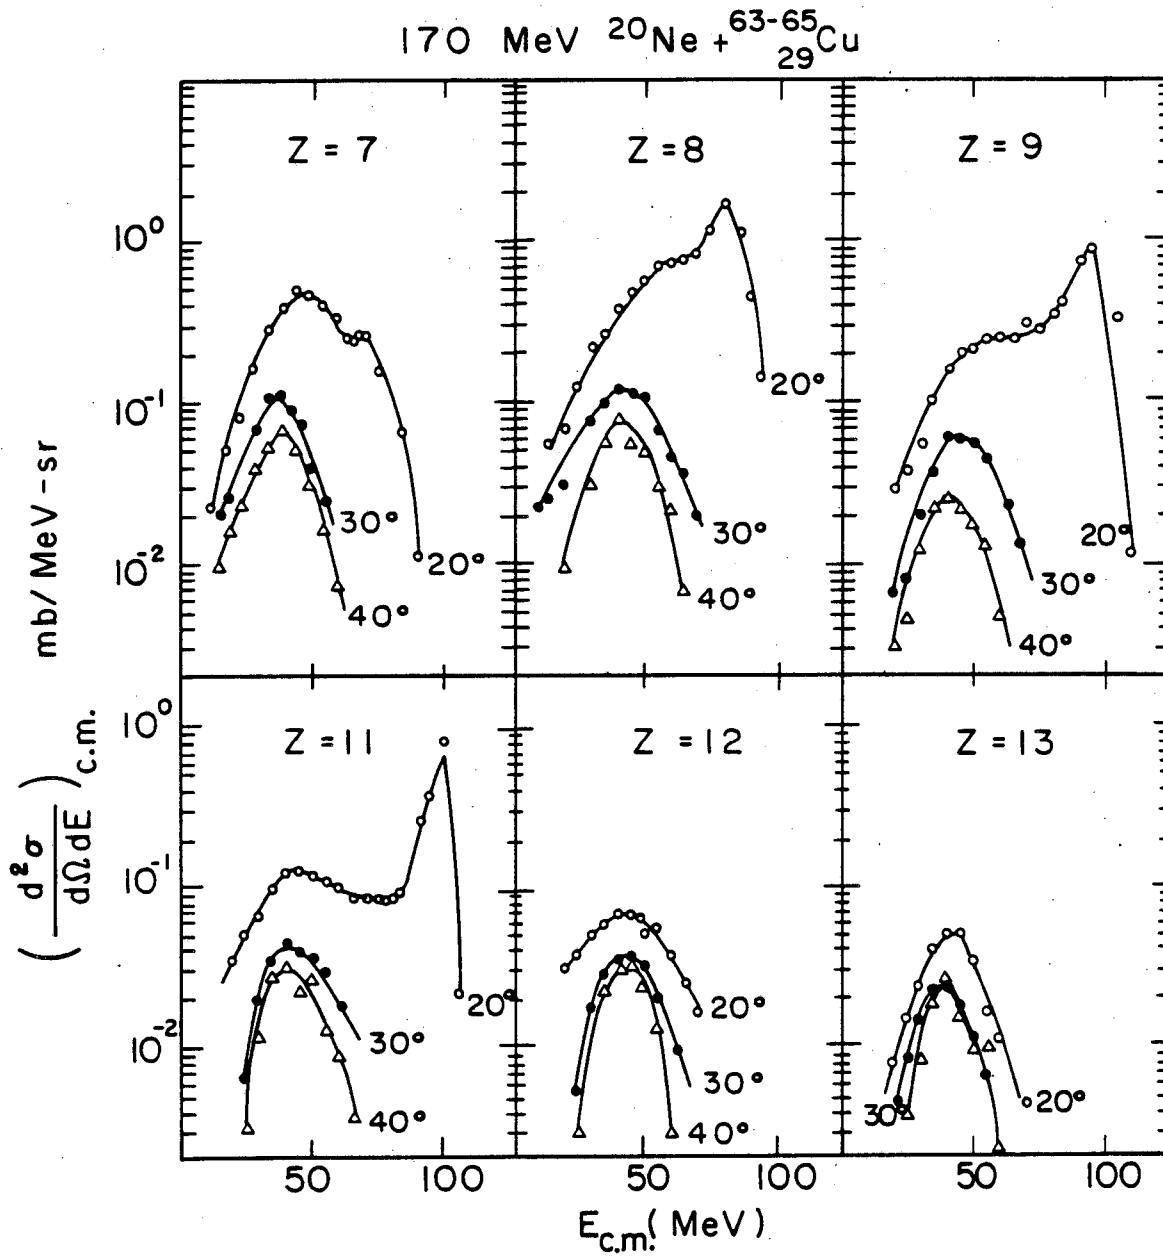 170 MeV ²⁰Ne + ⁶³⁻⁶⁵₂₉Cu
Z = 7
Z = 8
Z = 9
10⁰
10⁻¹
10⁻²
30°
20°
40°
20°
30°
40°
20°
30°
40°
mb/MeV-sr
(d²σ/dΩdE)c.m.
Z = 11
Z = 12
Z = 13
10⁰
10⁻¹
10⁻²
20°
30°
40°
20°
30°
40°
20°
30
50
100
50
100
50
100
E_c.m. (MeV)